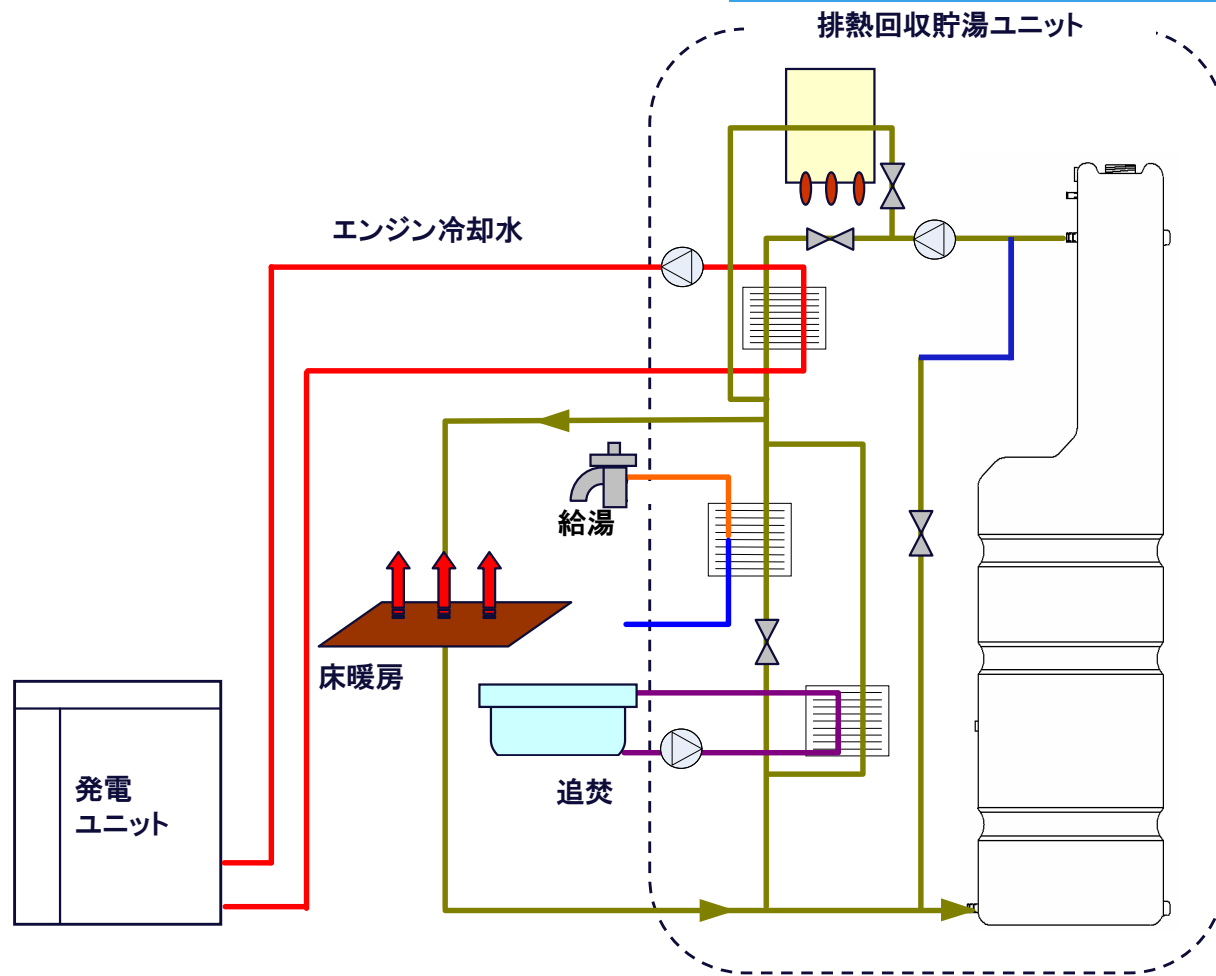 排熱回収貯湯ユニット
エンジン冷却水
給湯
床暖房
追焚
発電
ユニット